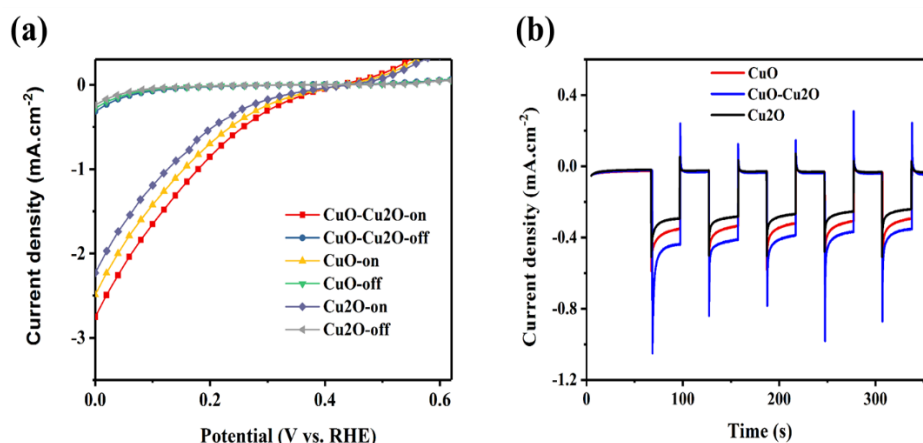 (a)
Current density (mA.cm⁻²)
0
-1
-2
-3
CuO-Cu2O-on
CuO-Cu2O-off
CuO-on
CuO-off
Cu2O-on
Cu2O-off
0.0 0.2 0.4 0.6
Potential (V vs. RHE)
(b)
Current density (mA.cm⁻²)
0.4
0.0
-0.4
-0.8
-1.2
CuO
CuO-Cu2O
Cu2O
0 100 200 300
Time (s)